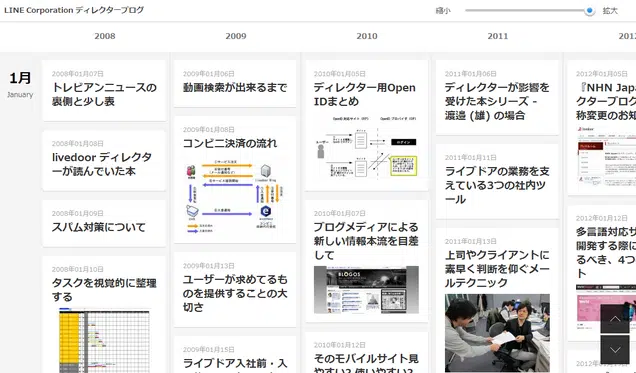 LINE Corporation ディレクターブログ
縮小
拡大
2008
2009
2010
2011
2012
1月
January
2008年01月07日
トレビアンニュースの
裏側と少し表
2008年01月08日
livedoor ディレクタ
ーが読んでいた本
2008年01月09日
スパム対策について
2008年01月10日
タスクを視覚的に整理
する
2009年01月06日
動画検索が出来るまで
2009年01月08日
コンビニ決済の流れ
2009年01月13日
ユーザーが求めてるも
のを提供することの大
切さ
2009年01月15日
ライブドア入社前・入
2010年01月05日
ディレクター用Open
IDまとめ
ユーザー
ログイン
2010年01月07日
ブログメディアによる
新しい情報本流を目差
して
BLOGOS
2010年01月12日
そのモバイルサイト見
やすい? 使いやすい?
2011年01月06日
ディレクターが影響を
受けた本シリーズ -
渡邉 (雄) の場合
2011年01月11日
ライブドアの業務を支
えている3つの社内ツ
ール
2011年01月13日
上司やクライアントに
素早く判断を仰ぐメー
ルテクニック
2012年01月05日
『NHN Japa
クターブログ
称変更のお知
2012年01月10日
多言語対応サ
開発する際に
るべき、4つ
ト